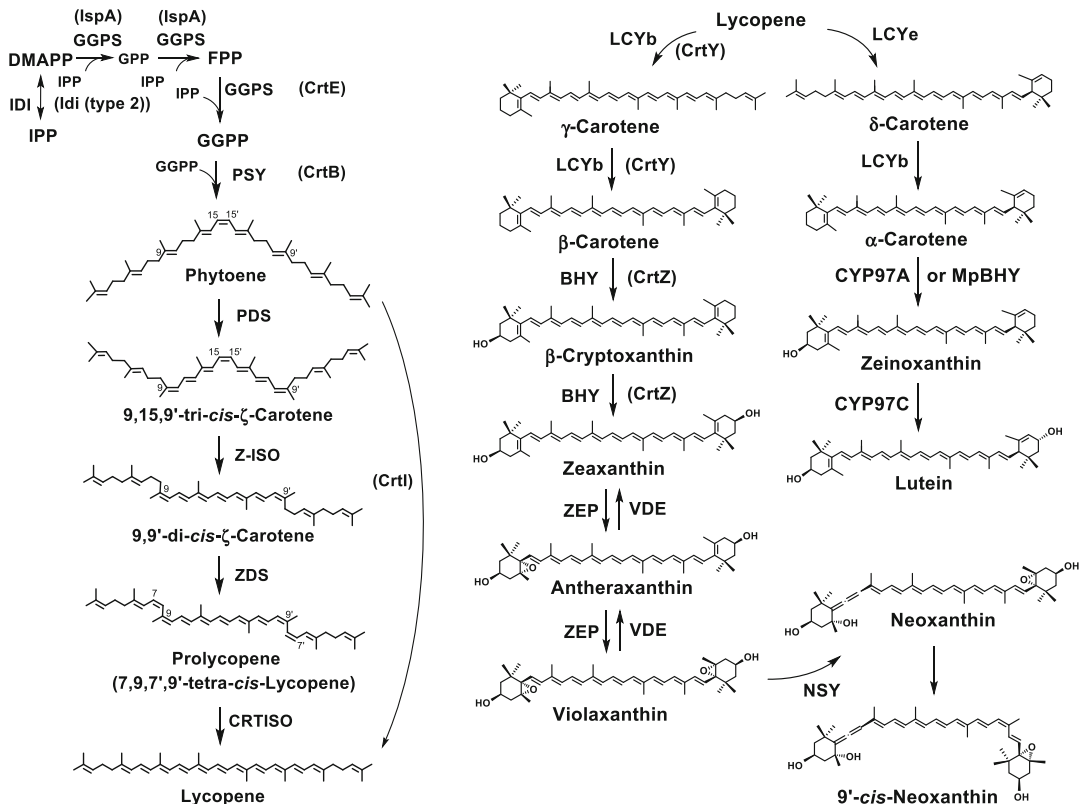 (IspA) (IspA)
GGPS GGPS
DMAPP GPP FPP
IPP IPP
IDI (Idi (type 2))
IPP
IPP GGPS (CrtE)
GGPP
GGPP PSY (CrtB)
15 15'
9 9'
Phytoene
PDS
15 15'
9 9'
9,15,9'-tri-cis-ζ-Carotene
Z-ISO
9 9'
9,9'-di-cis-ζ-Carotene
ZDS
7 9 9' 7'
Prolycopene
(7,9,7',9'-tetra-cis-Lycopene)
CRTISO
Lycopene
(CrtI)
Lycopene
LCYb (CrtY) LCYe
γ-Carotene
LCYb (CrtY)
β-Carotene
BHY (CrtZ)
HO
β-Cryptoxanthin
BHY (CrtZ)
OH
HO
Zeaxanthin
ZEP VDE
OH
O
HO
Antheraxanthin
ZEP VDE
OH
O
O
HO
Violaxanthin
δ-Carotene
LCYb
α-Carotene
CYP97A or MpBHY
HO
Zeinoxanthin
CYP97C
OH
HO
Lutein
NSY
OH
O
HO OH
Neoxanthin
HO OH
O
OH
9'-cis-Neoxanthin